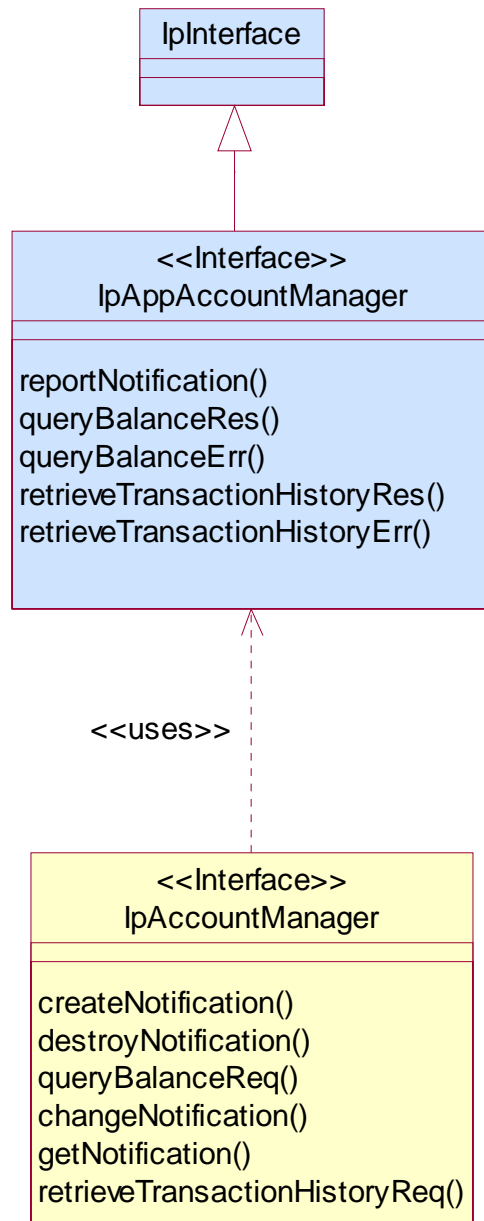 IpInterface
<<Interface>>
IpAppAccountManager
reportNotification()
queryBalanceRes()
queryBalanceErr()
retrieveTransactionHistoryRes()
retrieveTransactionHistoryErr()
<<uses>>
<<Interface>>
IpAccountManager
createNotification()
destroyNotification()
queryBalanceReq()
changeNotification()
getNotification()
retrieveTransactionHistoryReq()